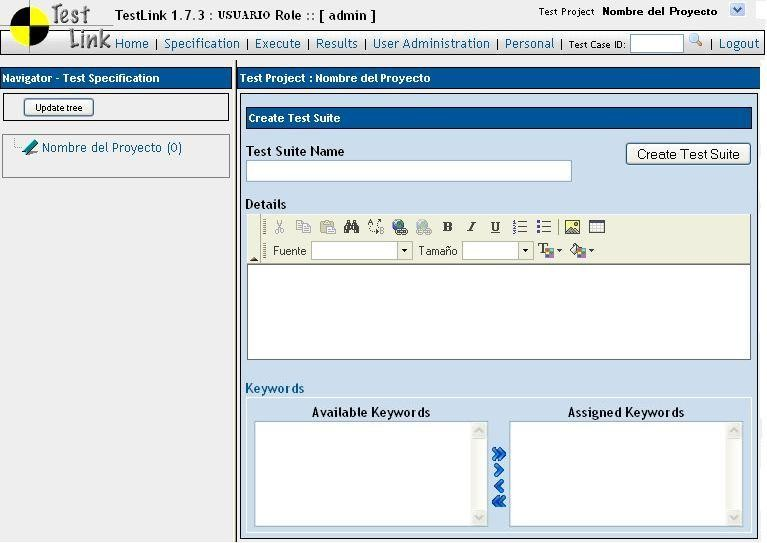 Test Link
TestLink 1.7.3 : USUARIO Role :: [ admin ]
Test Project Nombre del Proyecto
Home | Specification | Execute | Results | User Administration | Personal | Test Case ID: | Logout
Navigator - Test Specification
Update tree
Nombre del Proyecto (0)
Test Project : Nombre del Proyecto
Create Test Suite
Test Suite Name
Create Test Suite
Details
B I U
Fuente Tamaño T
Keywords
Available Keywords
Assigned Keywords